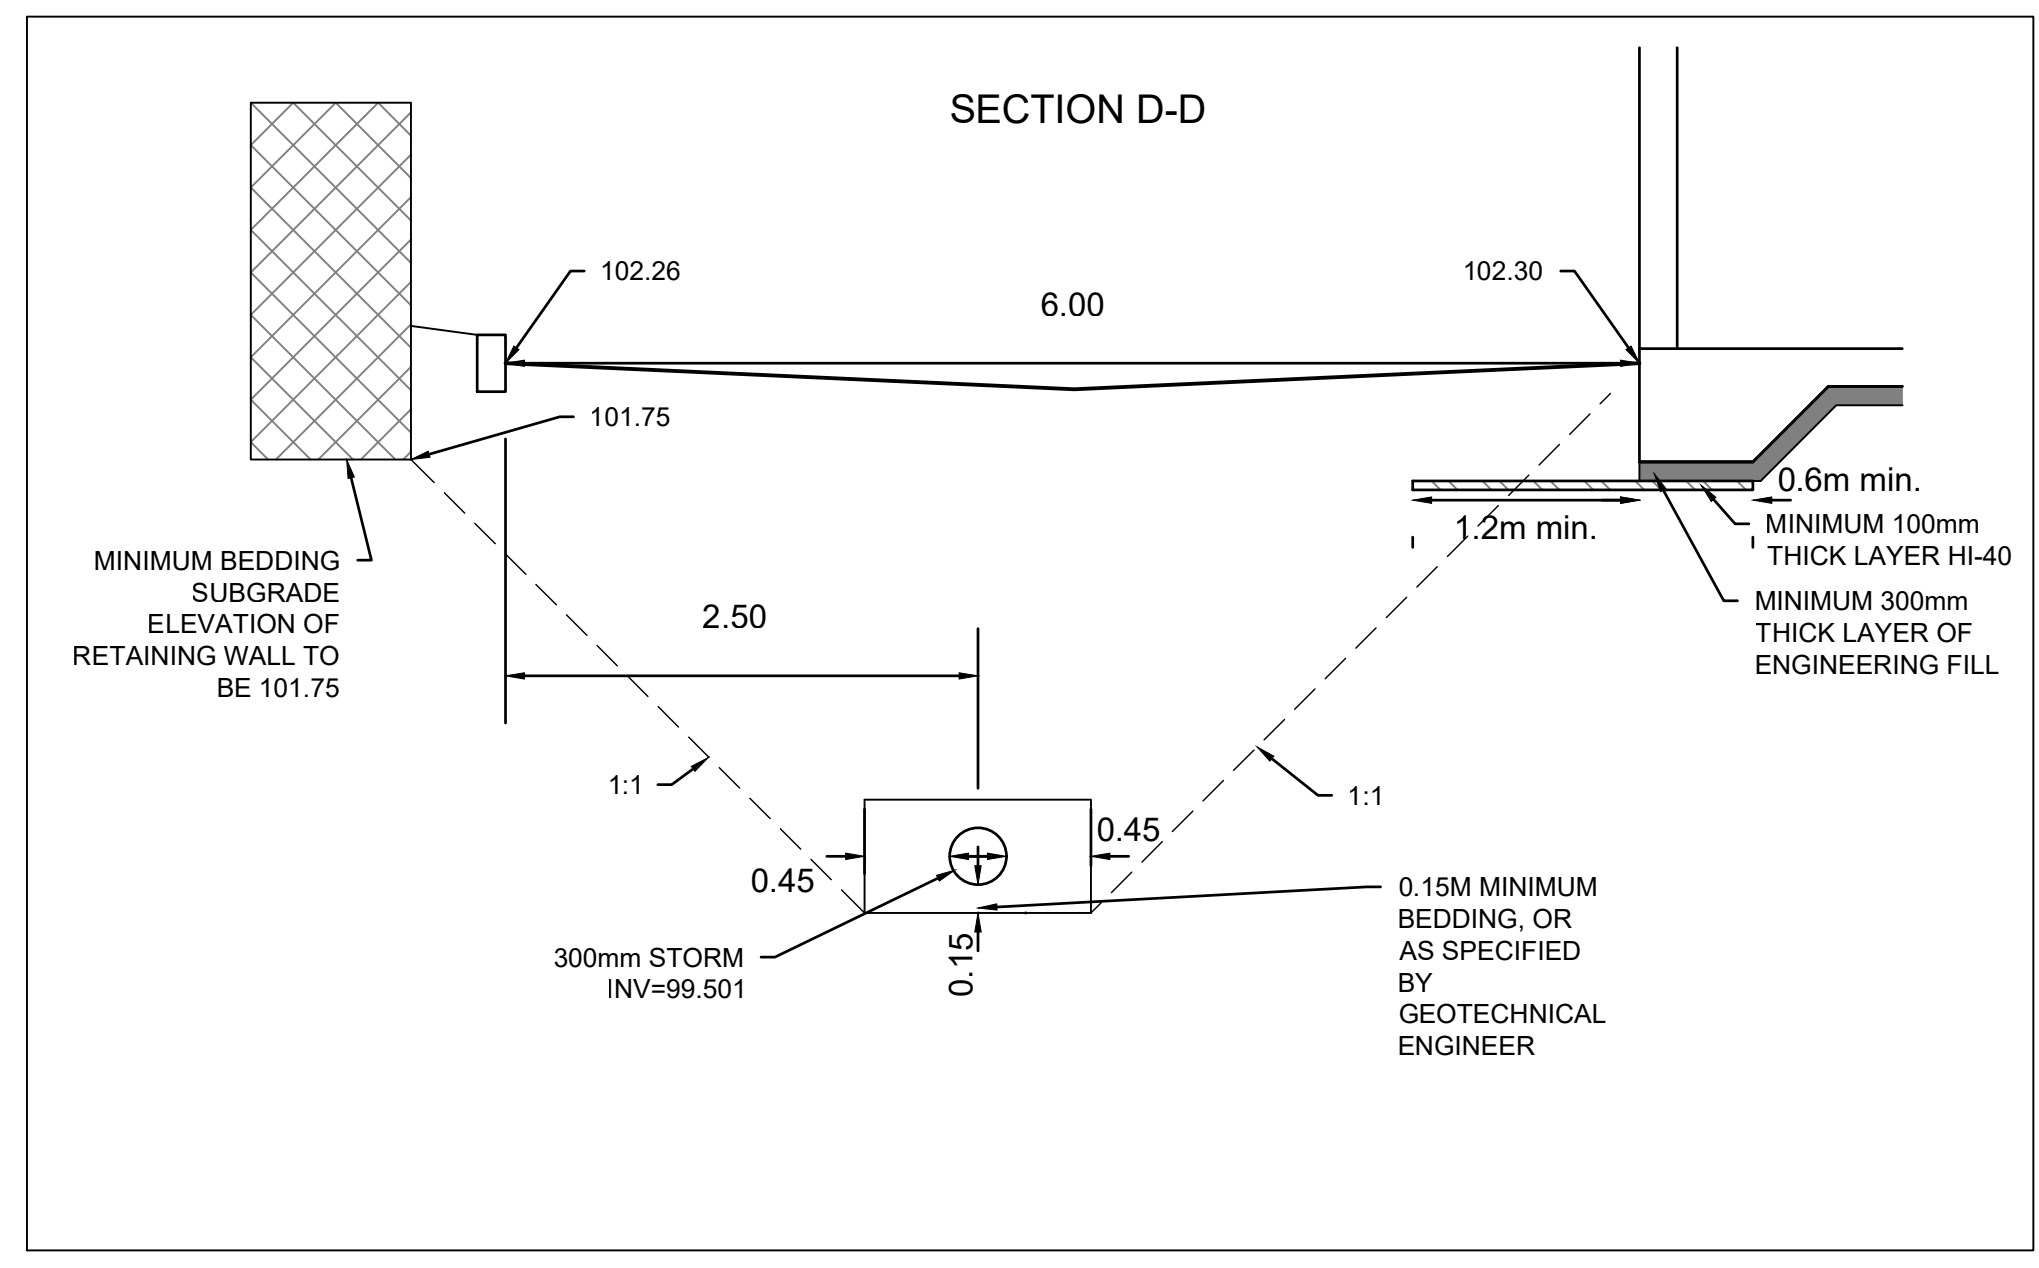 SECTION D-D
102.26
102.30
6.00
101.75
MINIMUM BEDDING
SUBGRADE
ELEVATION OF
RETAINING WALL TO
BE 101.75
0.6m min.
1.2m min.
MINIMUM 100mm
THICK LAYER HI-40
MINIMUM 300mm
THICK LAYER OF
ENGINEERING FILL
2.50
1:1
1:1
0.45
0.45
0.15
300mm STORM
INV=99.501
0.15M MINIMUM
BEDDING, OR
AS SPECIFIED
BY
GEOTECHNICAL
ENGINEER